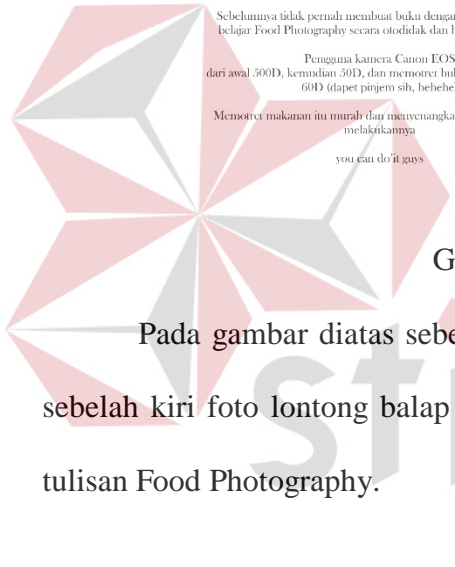 Sebelumnya tidak pernah membuat buku dengan
belajar Food Photography secara otodidak dan b
Pengguna kamera Canon EOS
dari awal 500D, kemudian 50D, dan memotret bu
60D (dapet pinjem sih, hehehe
Memotret makanan itu murah dan menyenangka
melakukannya
you can do'it guys
G
Pada gambar diatas sebe
sebelah kiri foto lontong balap
tulisan Food Photography.